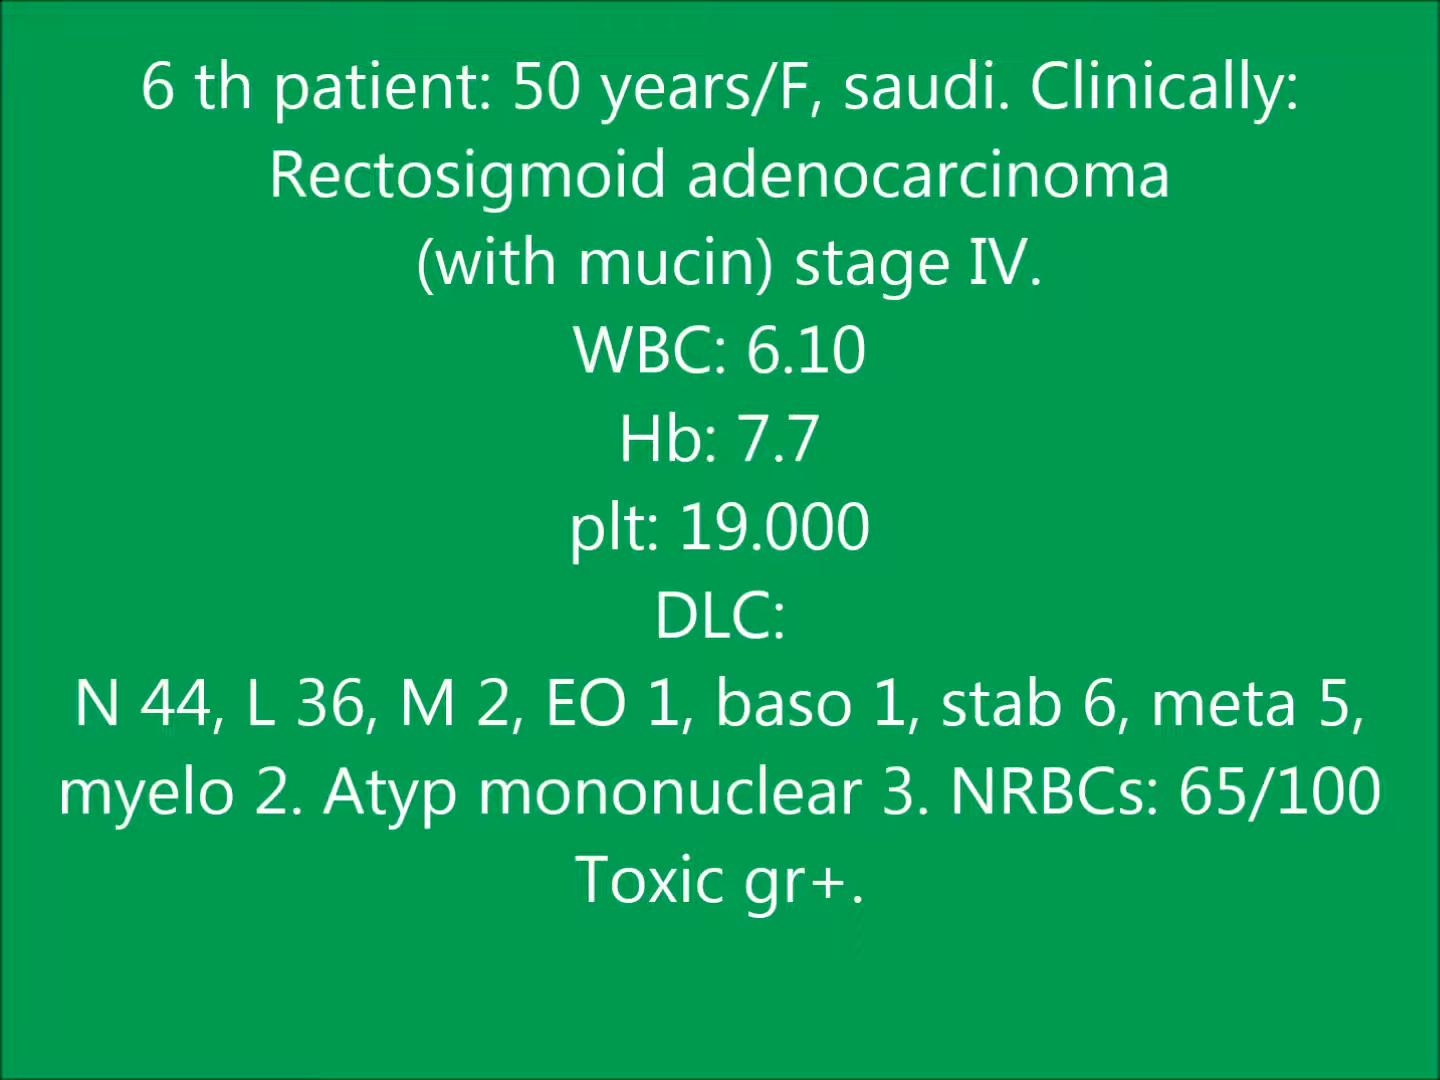 6 th patient: 50 years/F, saudi. Clinically:
Rectosigmoid adenocarcinoma
(with mucin) stage IV.
WBC: 6.10
Hb: 7.7
plt: 19.000
DLC:
N 44, L 36, M 2, EO 1, baso 1, stab 6, meta 5,
myelo 2. Atyp mononuclear 3. NRBCs: 65/100
Toxic gr+.